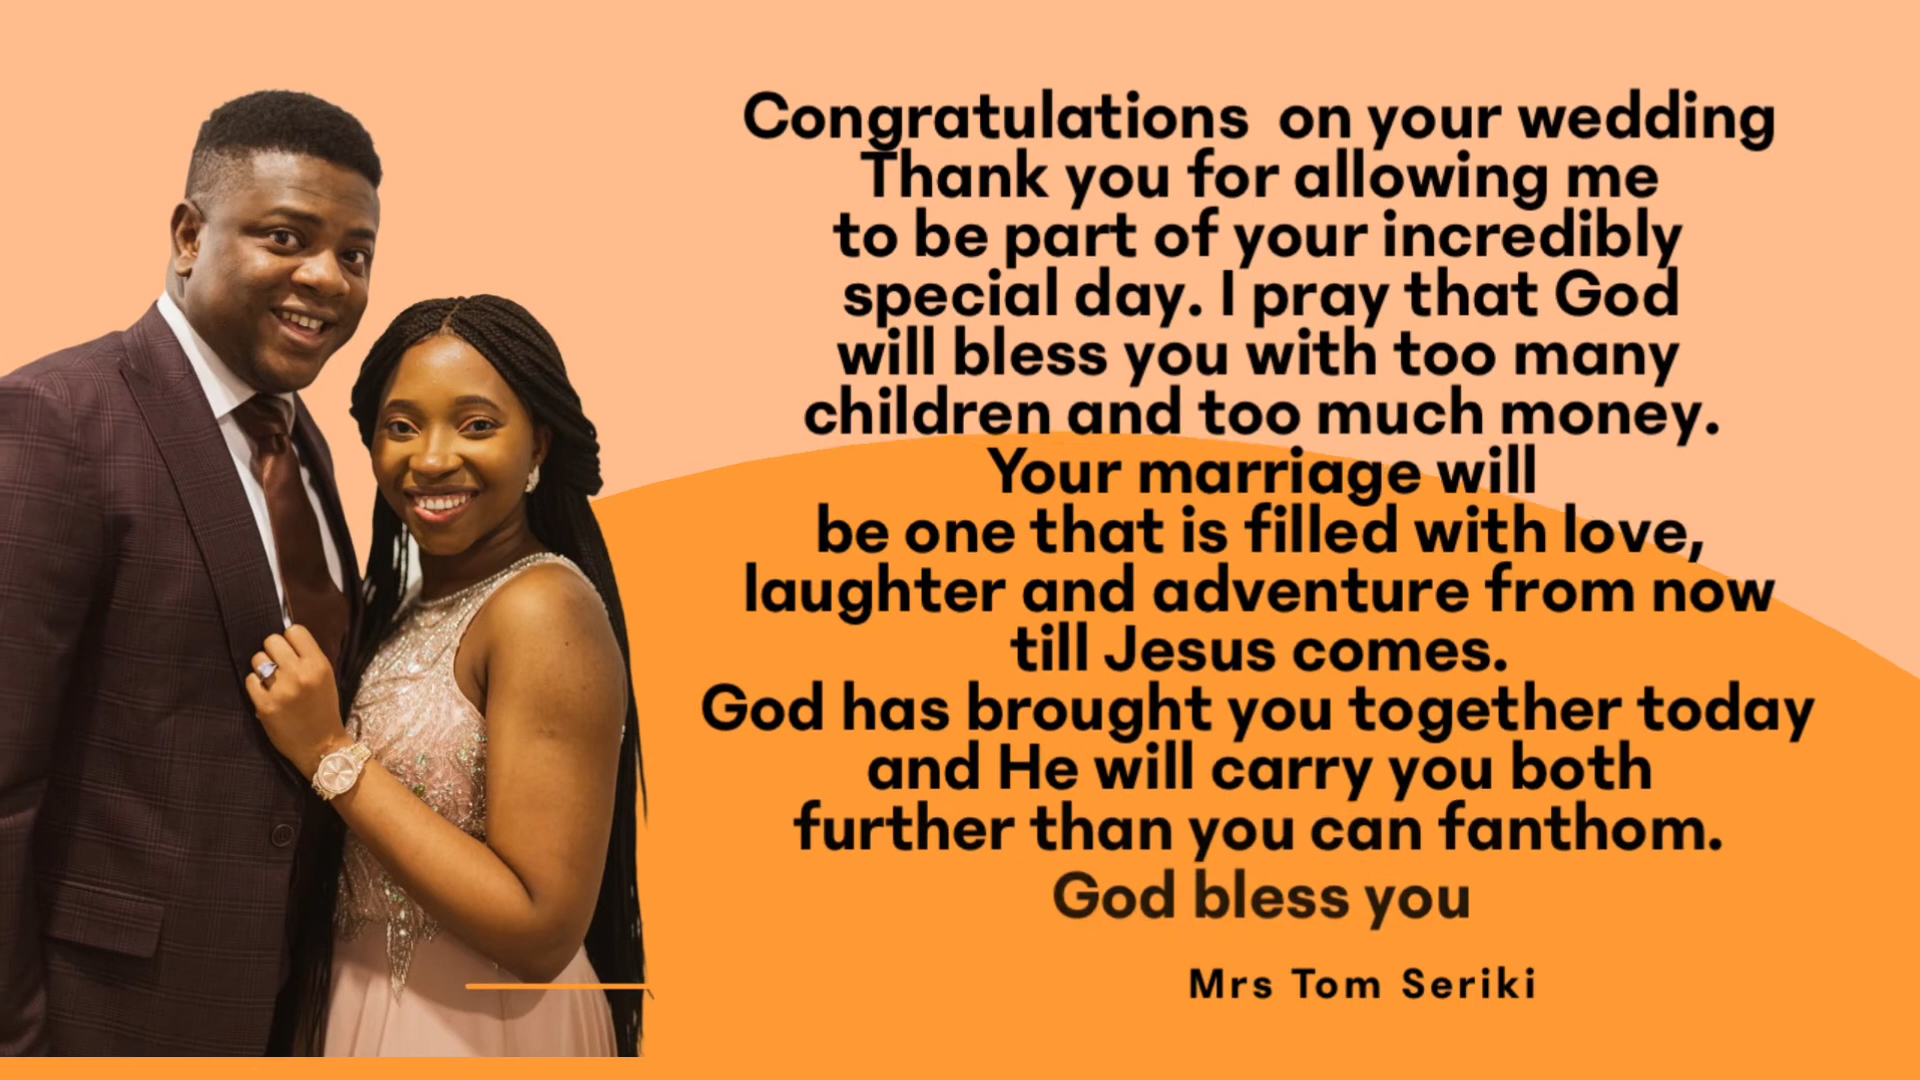 Congratulations on your wedding
Thank you for allowing me
to be part of your incredibly
special day. I pray that God
will bless you with too many
children and too much money.
Your marriage will
be one that is filled with love,
laughter and adventure from now
till Jesus comes.
God has brought you together today
and He will carry you both
further than you can fanthom.
God bless you
Mrs Tom Seriki